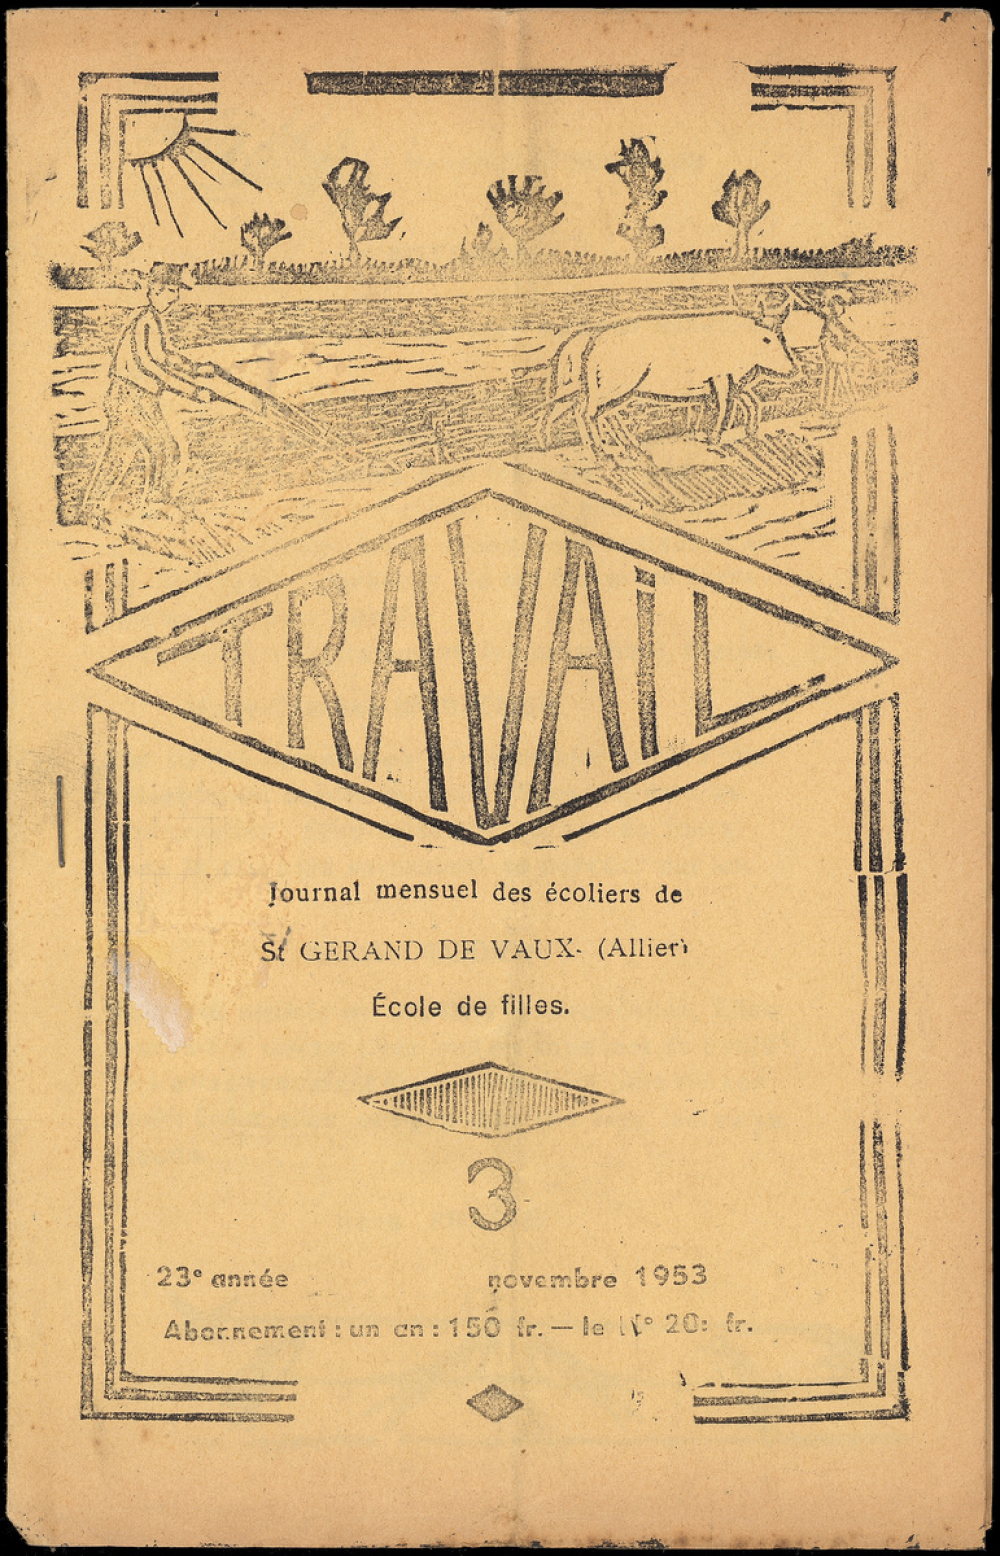 TRAVAiL
Journal mensuel des écoliers de
St GERAND DE VAUX- (Allier)
École de filles.
3
23e année novembre 1953
Abonnement : un an : 150 fr. — le N° 20: fr.